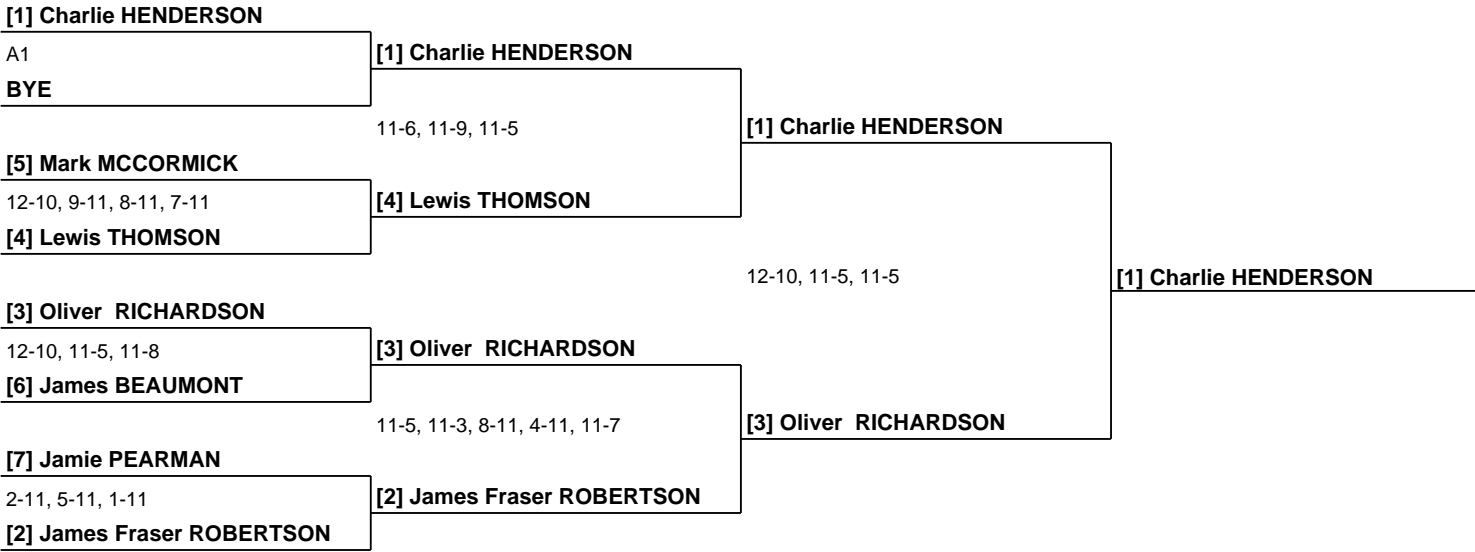 [1] Charlie HENDERSON
A1
BYE
[1] Charlie HENDERSON
11-6, 11-9, 11-5
[1] Charlie HENDERSON
[5] Mark MCCORMICK
12-10, 9-11, 8-11, 7-11
[4] Lewis THOMSON
[4] Lewis THOMSON
12-10, 11-5, 11-5
[1] Charlie HENDERSON
[3] Oliver  RICHARDSON
12-10, 11-5, 11-8
[6] James BEAUMONT
[3] Oliver  RICHARDSON
11-5, 11-3, 8-11, 4-11, 11-7
[3] Oliver  RICHARDSON
[7] Jamie PEARMAN
2-11, 5-11, 1-11
[2] James Fraser ROBERTSON
[2] James Fraser ROBERTSON